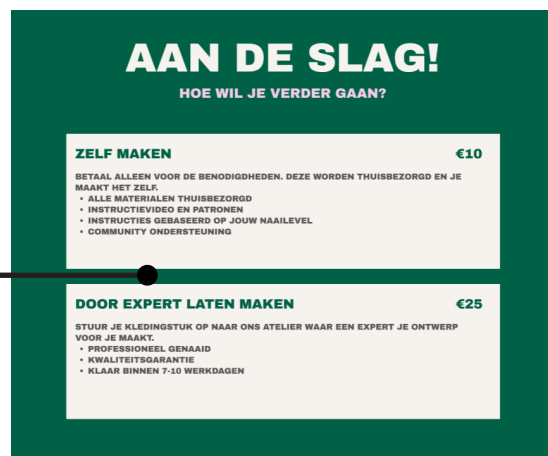 AAN DE SLAG!
HOE WIL JE VERDER GAAN?
ZELF MAKEN €10
BETAAL ALLEEN VOOR DE BENODIGDHEDEN. DEZE WORDEN THUISBEZORGD EN JE
MAAKT HET ZELF.
• ALLE MATERIALEN THUISBEZORGD
• INSTRUCTIEVIDEO EN PATRONEN
• INSTRUCTIES GEBASEERD OP JOUW NAAILEVEL
• COMMUNITY ONDERSTEUNING
DOOR EXPERT LATEN MAKEN €25
STUUR JE KLEDINGSTUK OP NAAR ONS ATELIER WAAR EEN EXPERT JE ONTWERP
VOOR JE MAAKT.
• PROFESSIONEEL GENAAID
• KWALITEITSGARANTIE
• KLAAR BINNEN 7-10 WERKDAGEN